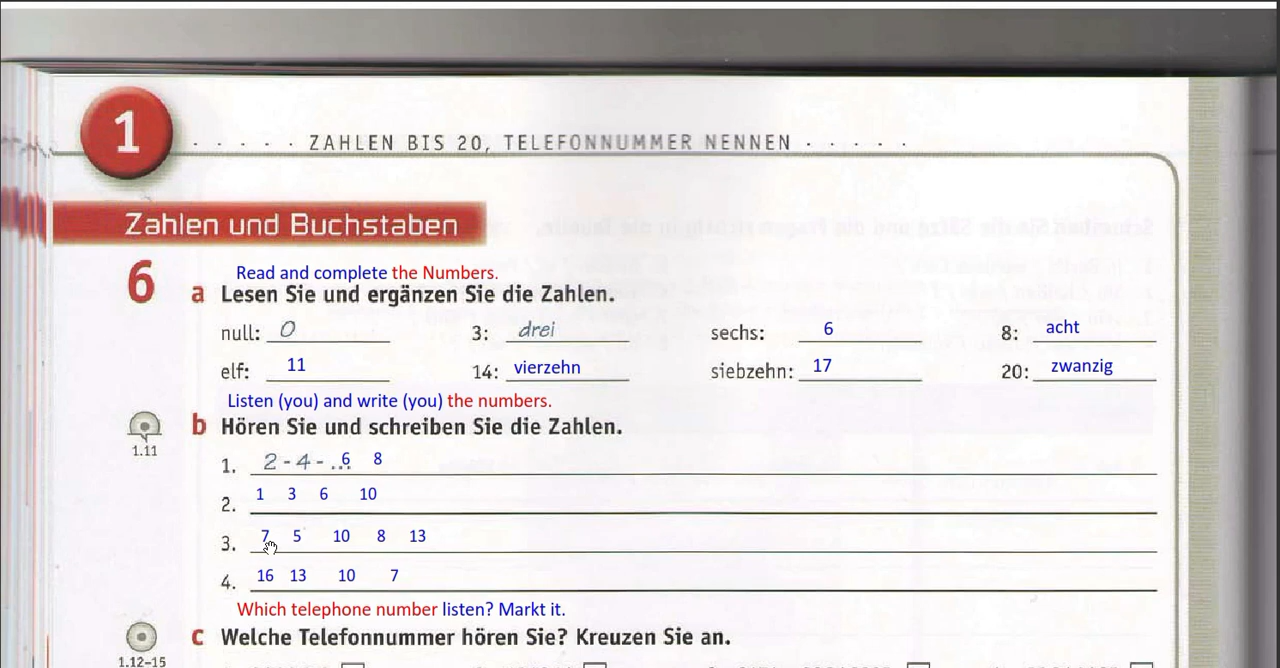 1
ZAHLEN BIS 20, TELEFONNUMMER NENNEN
Zahlen und Buchstaben
Read and complete the Numbers.
6 a Lesen Sie und ergänzen Sie die Zahlen.
null: 0 3: drei sechs: 6 8: acht
elf: 11 14: vierzehn siebzehn: 17 20: zwanzig
Listen (you) and write (you) the numbers.
b Hören Sie und schreiben Sie die Zahlen.
1.11
1. 2 - 4 - ... 6 8
2. 1 3 6 10
3. 7 5 10 8 13
4. 16 13 10 7
Which telephone number listen? Markt it.
c Welche Telefonnummer hören Sie? Kreuzen Sie an.
1.12–15